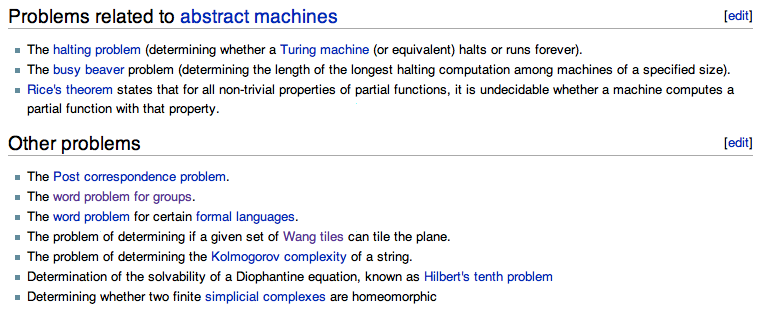 Problems related to abstract machines [edit]
The halting problem (determining whether a Turing machine (or equivalent) halts or runs forever).
The busy beaver problem (determining the length of the longest halting computation among machines of a specified size).
Rice's theorem states that for all non-trivial properties of partial functions, it is undecidable whether a machine computes a
partial function with that property.
Other problems [edit]
The Post correspondence problem.
The word problem for groups.
The word problem for certain formal languages.
The problem of determining if a given set of Wang tiles can tile the plane.
The problem of determining the Kolmogorov complexity of a string.
Determination of the solvability of a Diophantine equation, known as Hilbert's tenth problem
Determining whether two finite simplicial complexes are homeomorphic